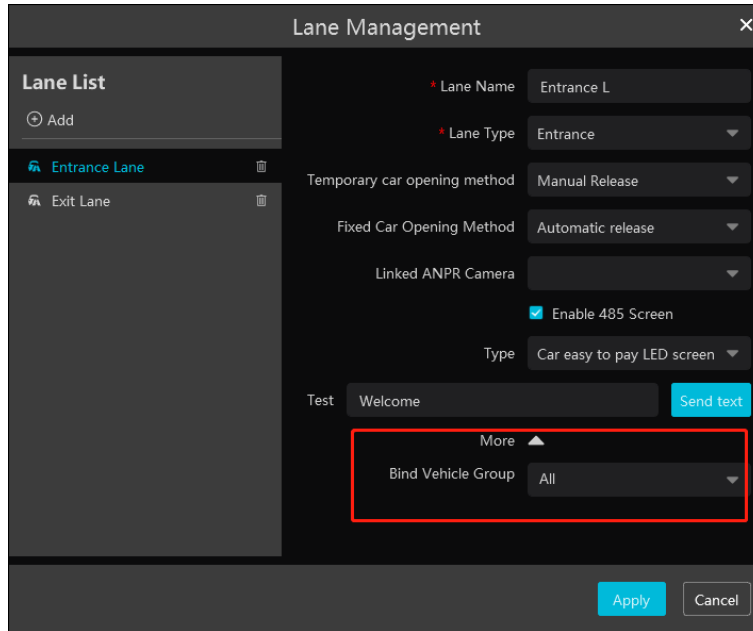 Lane Management
Lane List
Add
Entrance Lane
Exit Lane
* Lane Name Entrance L
* Lane Type Entrance
Temporary car opening method Manual Release
Fixed Car Opening Method Automatic release
Linked ANPR Camera
Enable 485 Screen
Type Car easy to pay LED screen
Test Welcome Send text
More
Bind Vehicle Group All
Apply Cancel